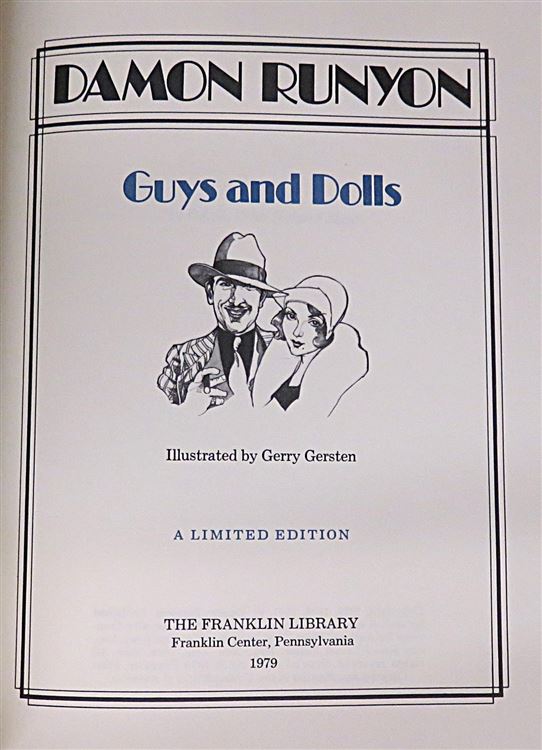 DAMON RUNYON
Guys and Dolls
Illustrated by Gerry Gersten
A LIMITED EDITION
THE FRANKLIN LIBRARY
Franklin Center, Pennsylvania
1979